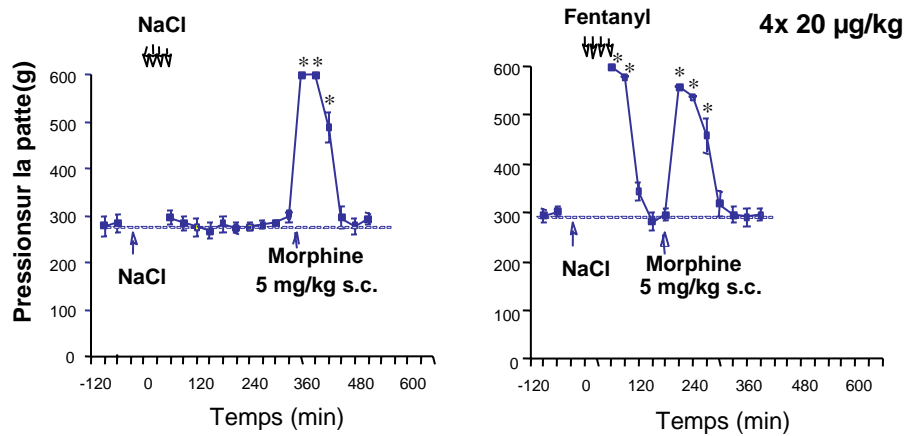 NaCl
600
500
400
300
200
100
0
Pressionsur la patte(g)
* *
*
NaCl
Morphine
5 mg/kg s.c.
-120 0 120 240 360 480 600
Temps (min)
Fentanyl
4x 20 µg/kg
600
500
400
300
200
100
0
*
*
* *
*
NaCl
Morphine
5 mg/kg s.c.
-120 0 120 240 360 480 600
Temps (min)